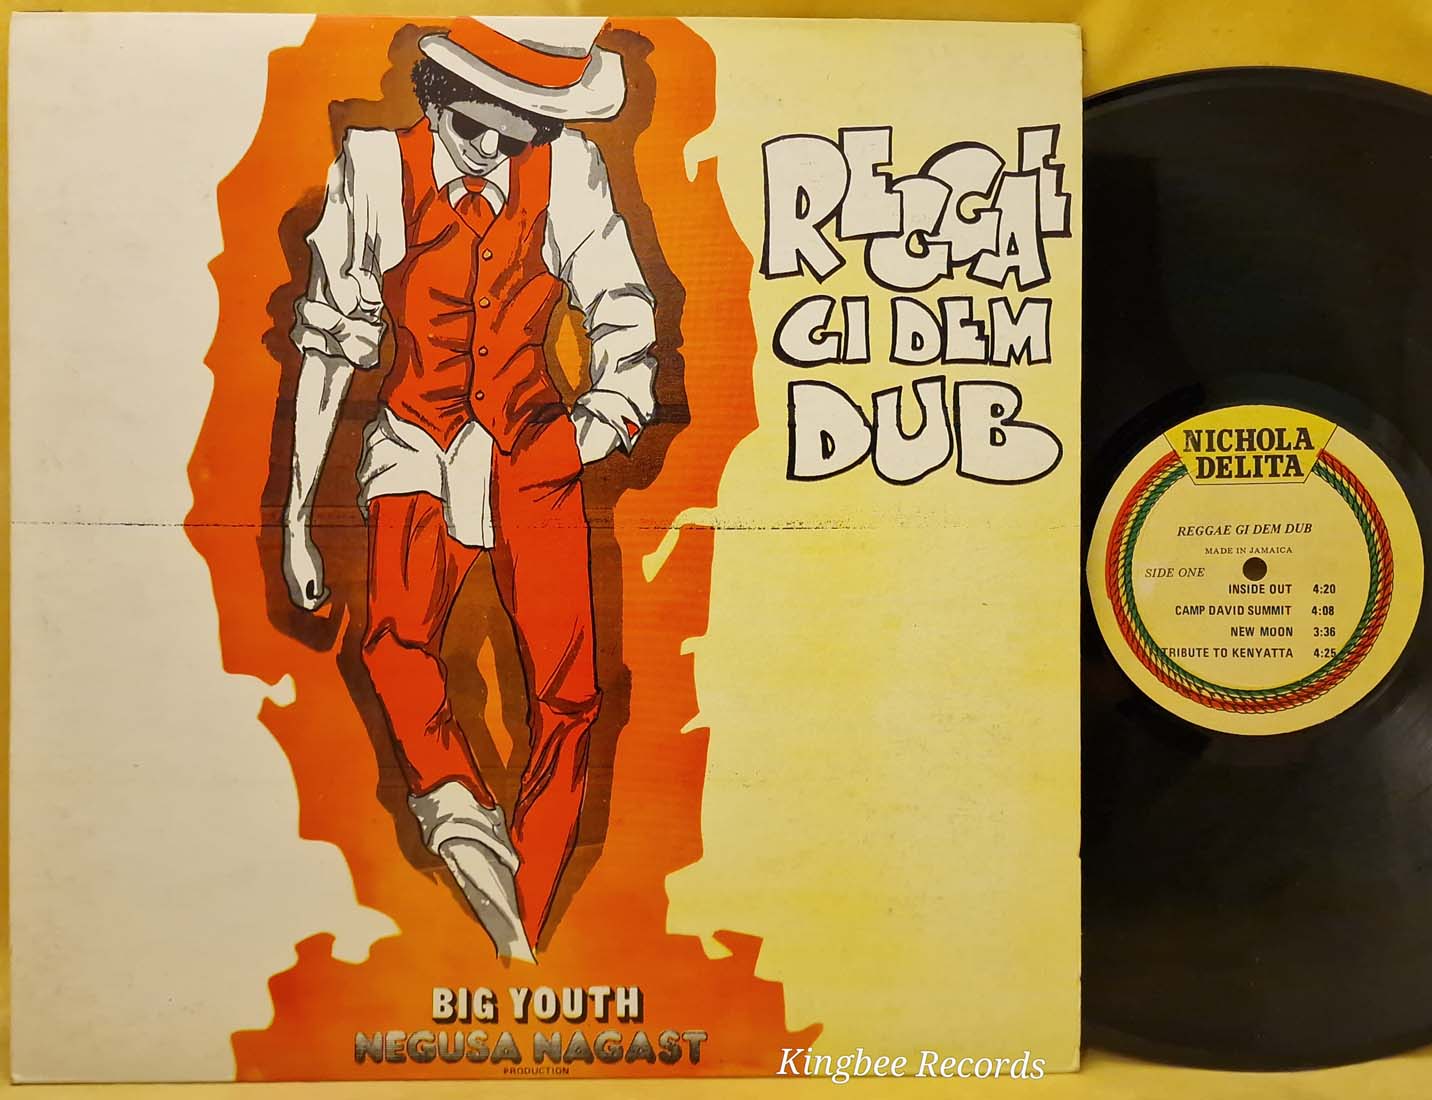 REGGAE
GI DEM
DUB
BIG YOUTH
NEGUSA NAGAST
PRODUCTION
NICHOLA
DELITA
REGGAE GI DEM DUB
MADE IN JAMAICA
SIDE ONE
INSIDE OUT 4:20
CAMP DAVID SUMMIT 4:08
NEW MOON 3:36
TRIBUTE TO KENYATTA 4:25
Kingbee Records